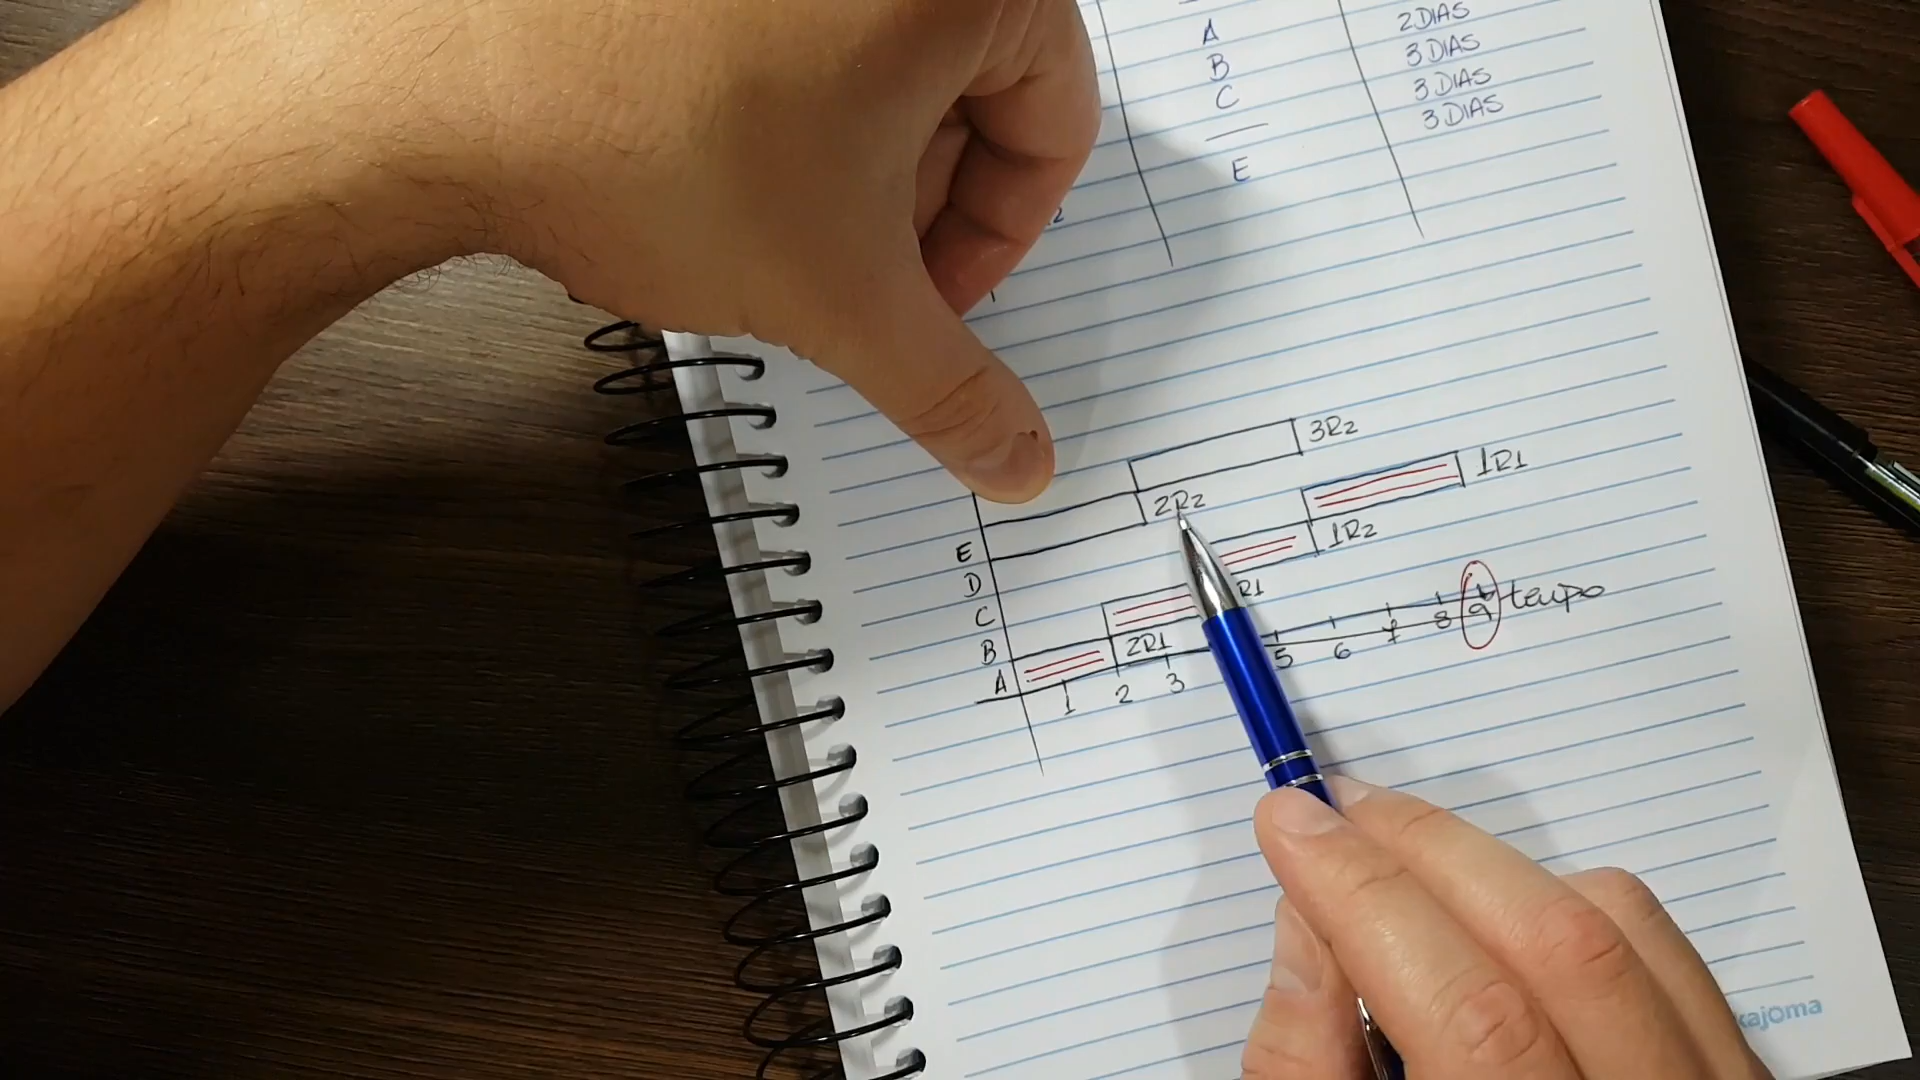 A 2 DIAS
B 3 DIAS
C 3 DIAS
— 3 DIAS
E
3R2
1R1
2R2
E
1R2
D
C
R1
B 2R1
A
1 2 3 5 6 7 8 9 tempo
kajoma